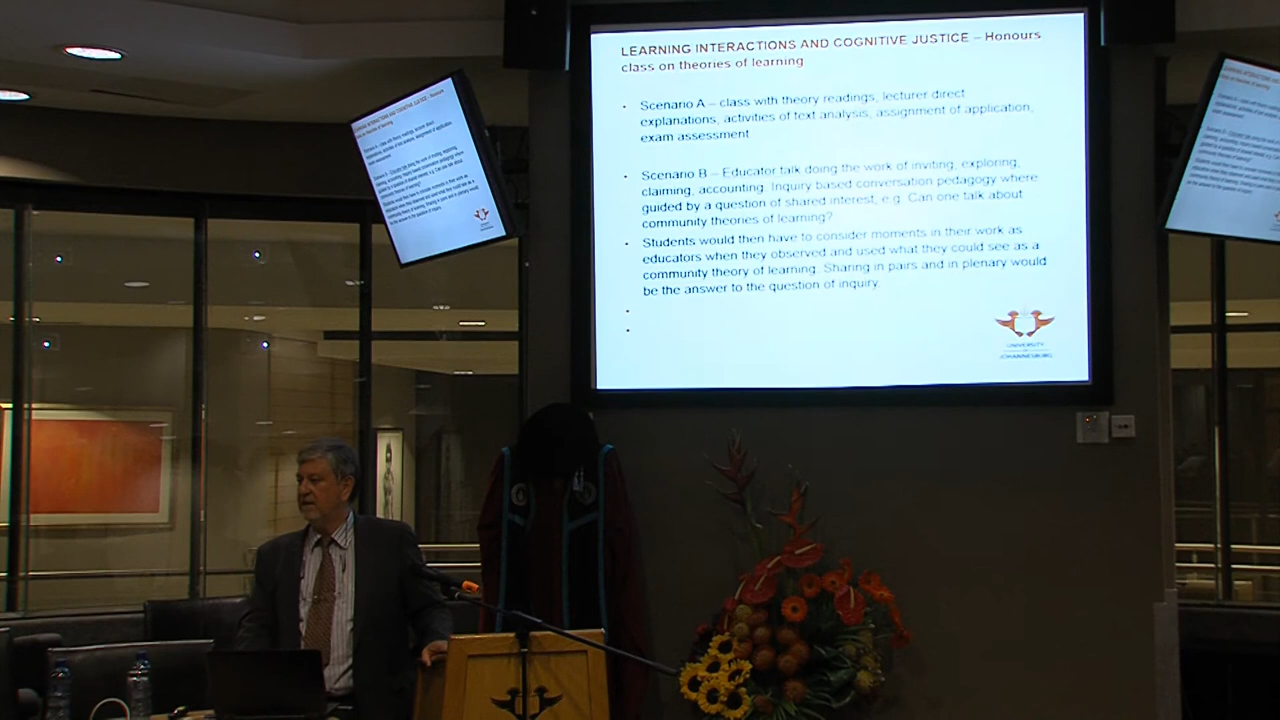 LEARNING INTERACTIONS AND COGNITIVE JUSTICE – Honours
class on theories of learning
Scenario A – class with theory readings, lecturer direct
explanations, activities of text analysis, assignment of application,
exam assessment
Scenario B – Educator talk doing the work of inviting, exploring,
claiming, accounting. Inquiry based conversation pedagogy where
guided by a question of shared interest, e.g. Can one talk about
community theories of learning?
Students would then have to consider moments in their work as
educators when they observed and used what they could see as a
community theory of learning. Sharing in pairs and in plenary would
be the answer to the question of inquiry.
UNIVERSITY
OF
JOHANNESBURG